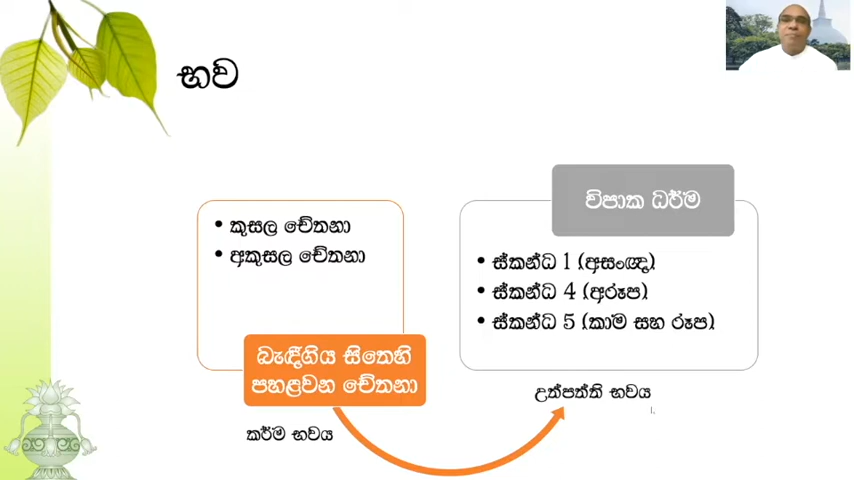 භව
• කුසල චේතනා
• අකුසල චේතනා
බැඳීගිය සිතෙහි
පහළවන චේතනා
කර්ම භවය
විපාක ධර්ම
• ස්කන්ධ 1 (අසංඥ)
• ස්කන්ධ 4 (අරූප)
• ස්කන්ධ 5 (කාම සහ රූප)
උත්පත්ති භවය